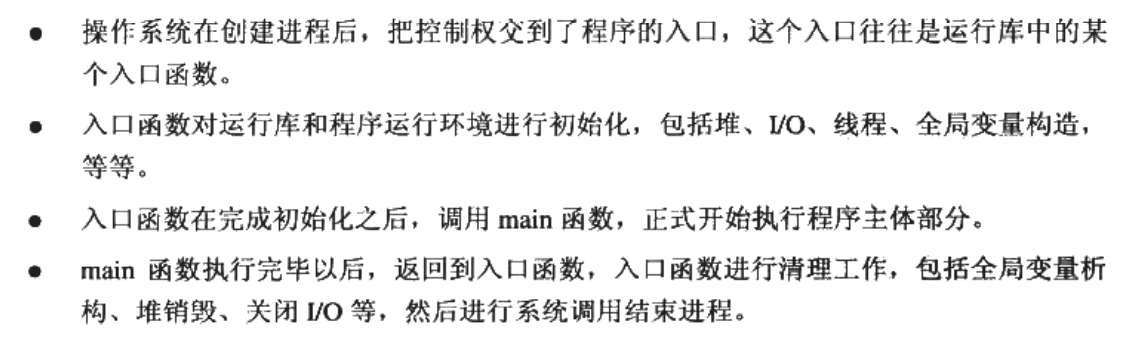 ● 操作系统在创建进程后，把控制权交到了程序的入口，这个入口往往是运行库中的某
个入口函数。
● 入口函数对运行库和程序运行环境进行初始化，包括堆、I/O、线程、全局变量构造，
等等。
● 入口函数在完成初始化之后，调用 main 函数，正式开始执行程序主体部分。
● main 函数执行完毕以后，返回到入口函数，入口函数进行清理工作，包括全局变量析
构、堆销毁、关闭 I/O 等，然后进行系统调用结束进程。